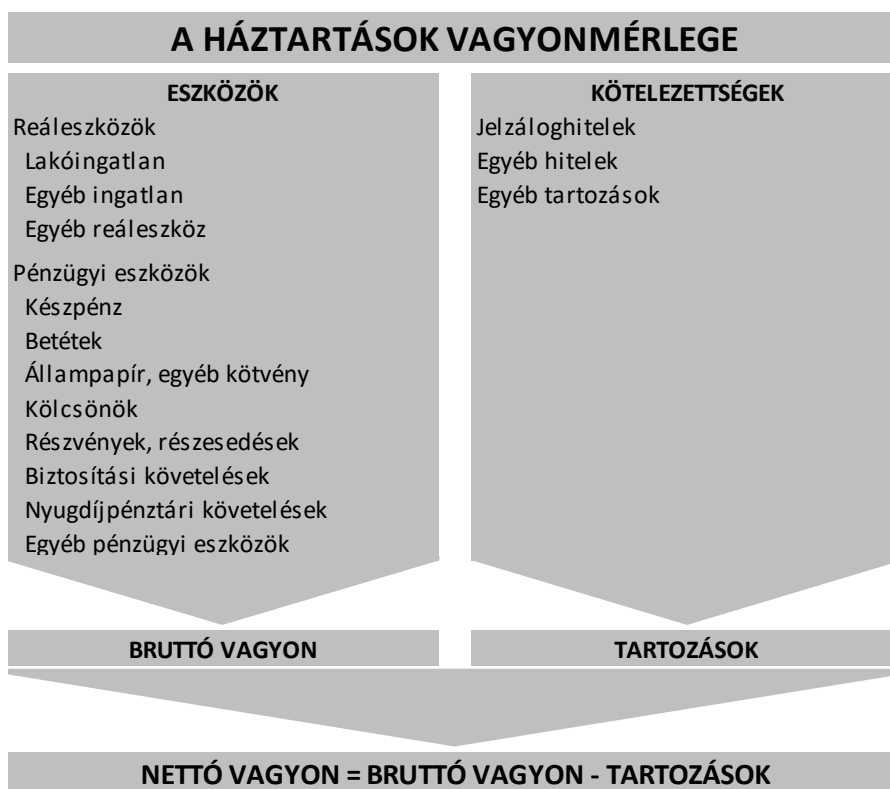 A HÁZTARTÁSOK VAGYONMÉRLEGE
ESZKÖZÖK
Reáleszközök
Lakóingatlan
Egyéb ingatlan
Egyéb reáleszköz
Pénzügyi eszközök
Készpénz
Betétek
Állampapír, egyéb kötvény
Kölcsönök
Részvények, részesedések
Biztosítási követelések
Nyugdíjpénztári követelések
Egyéb pénzügyi eszközök
KÖTELEZETTSÉGEK
Jelzáloghitelek
Egyéb hitelek
Egyéb tartozások
BRUTTÓ VAGYON
TARTOZÁSOK
NETTÓ VAGYON = BRUTTÓ VAGYON - TARTOZÁSOK